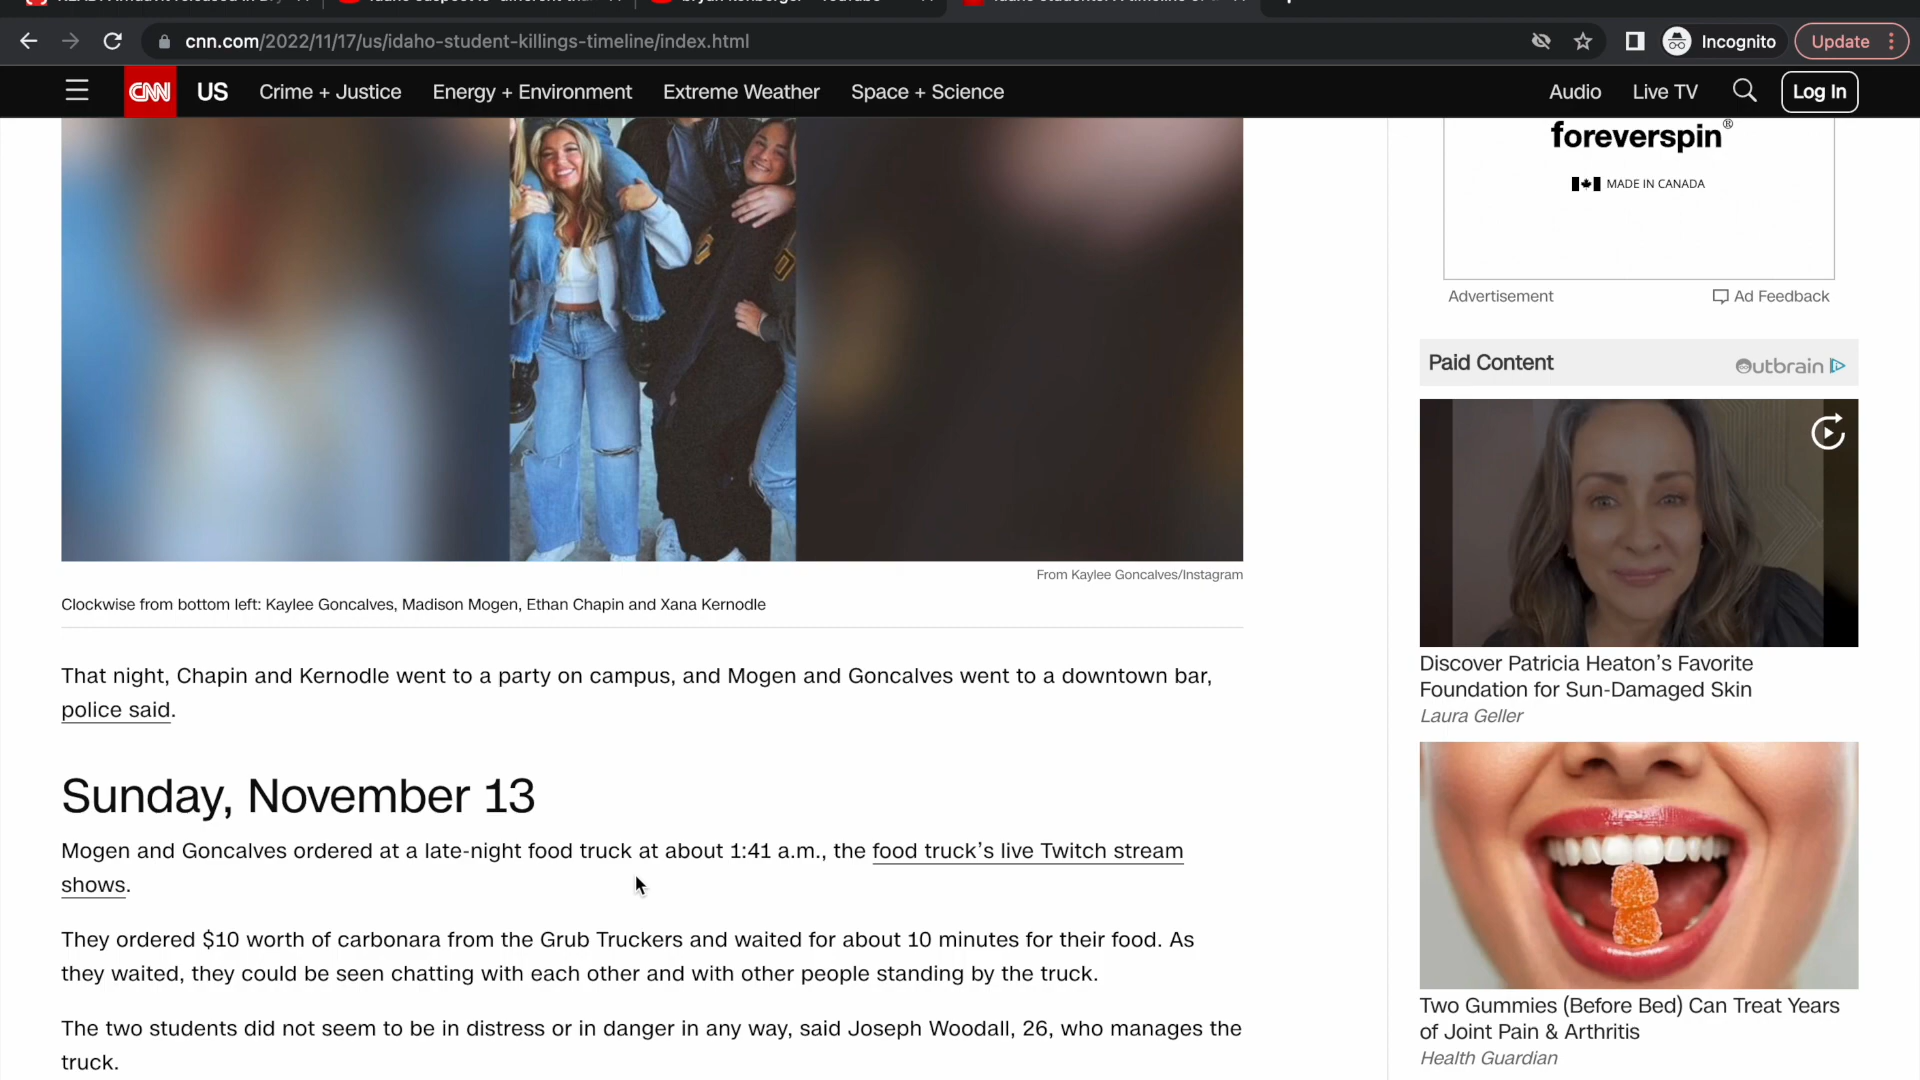 cnn.com/2022/11/17/us/idaho-student-killings-timeline/index.html
Incognito
Update
CNN US Crime + Justice Energy + Environment Extreme Weather Space + Science Audio Live TV Log In
foreverspin®
MADE IN CANADA
Advertisement Ad Feedback
Paid Content Outbrain
From Kaylee Goncalves/Instagram
Clockwise from bottom left: Kaylee Goncalves, Madison Mogen, Ethan Chapin and Xana Kernodle
That night, Chapin and Kernodle went to a party on campus, and Mogen and Goncalves went to a downtown bar,
police said.
Sunday, November 13
Mogen and Goncalves ordered at a late-night food truck at about 1:41 a.m., the food truck's live Twitch stream
shows.
They ordered $10 worth of carbonara from the Grub Truckers and waited for about 10 minutes for their food. As
they waited, they could be seen chatting with each other and with other people standing by the truck.
The two students did not seem to be in distress or in danger in any way, said Joseph Woodall, 26, who manages the
truck.
Discover Patricia Heaton's Favorite
Foundation for Sun-Damaged Skin
Laura Geller
Two Gummies (Before Bed) Can Treat Years
of Joint Pain & Arthritis
Health Guardian